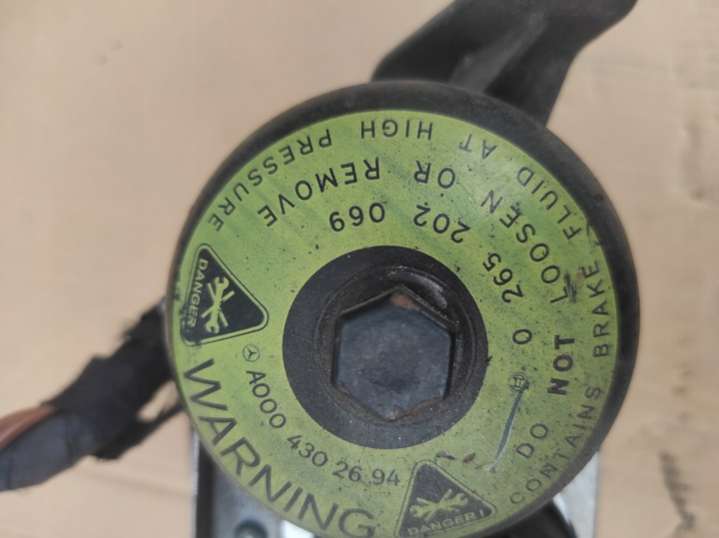 WARNING
A000 430 26 94
DANGER!
DANGER!
CONTAINS BRAKE FLUID AT HIGH PRESSURE
DO NOT LOOSEN OR REMOVE
0 265 202 069